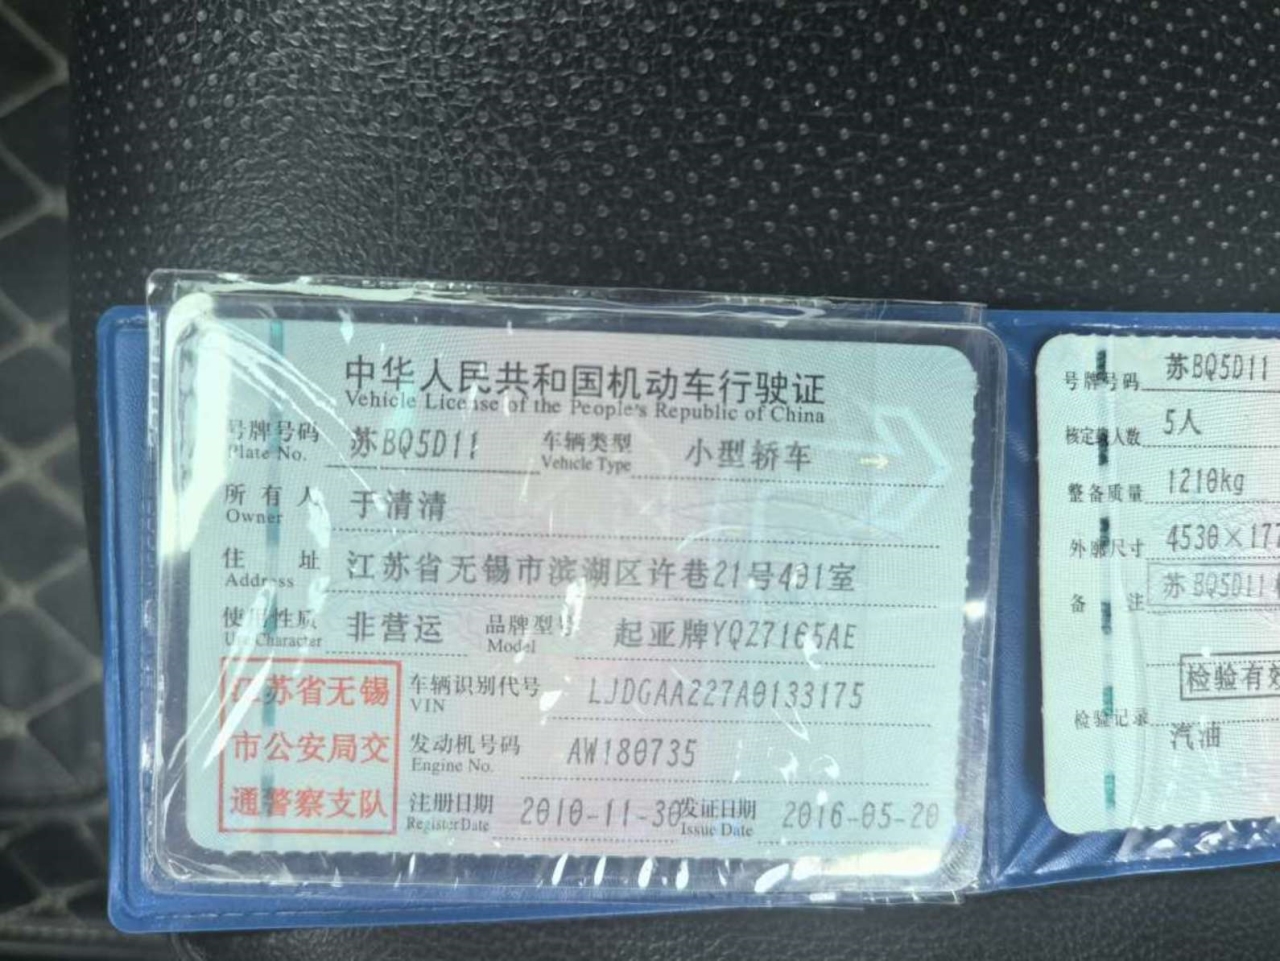 中华人民共和国机动车行驶证
Vehicle License of the People's Republic of China
号牌号码 苏BQ5D11 车辆类型 小型轿车
Plate No. Vehicle Type
所有人 于清清
Owner
住址 江苏省无锡市滨湖区许巷21号401室
Address
使用性质 非营运 品牌型号 起亚牌YQZ7165AE
Use Character Model
江苏省无锡
市公安局交
通警察支队
车辆识别代号 LJDGAA227A0133175
VIN
发动机号码 AW180735
Engine No.
注册日期 2010-11-30 发证日期 2016-05-20
Register Date Issue Date
号牌号码 苏BQ5D11
核定载人数 5人
整备质量 1210kg
外廓尺寸 4530×177
备注 苏BQ5D11
检验有效
检验记录
汽油